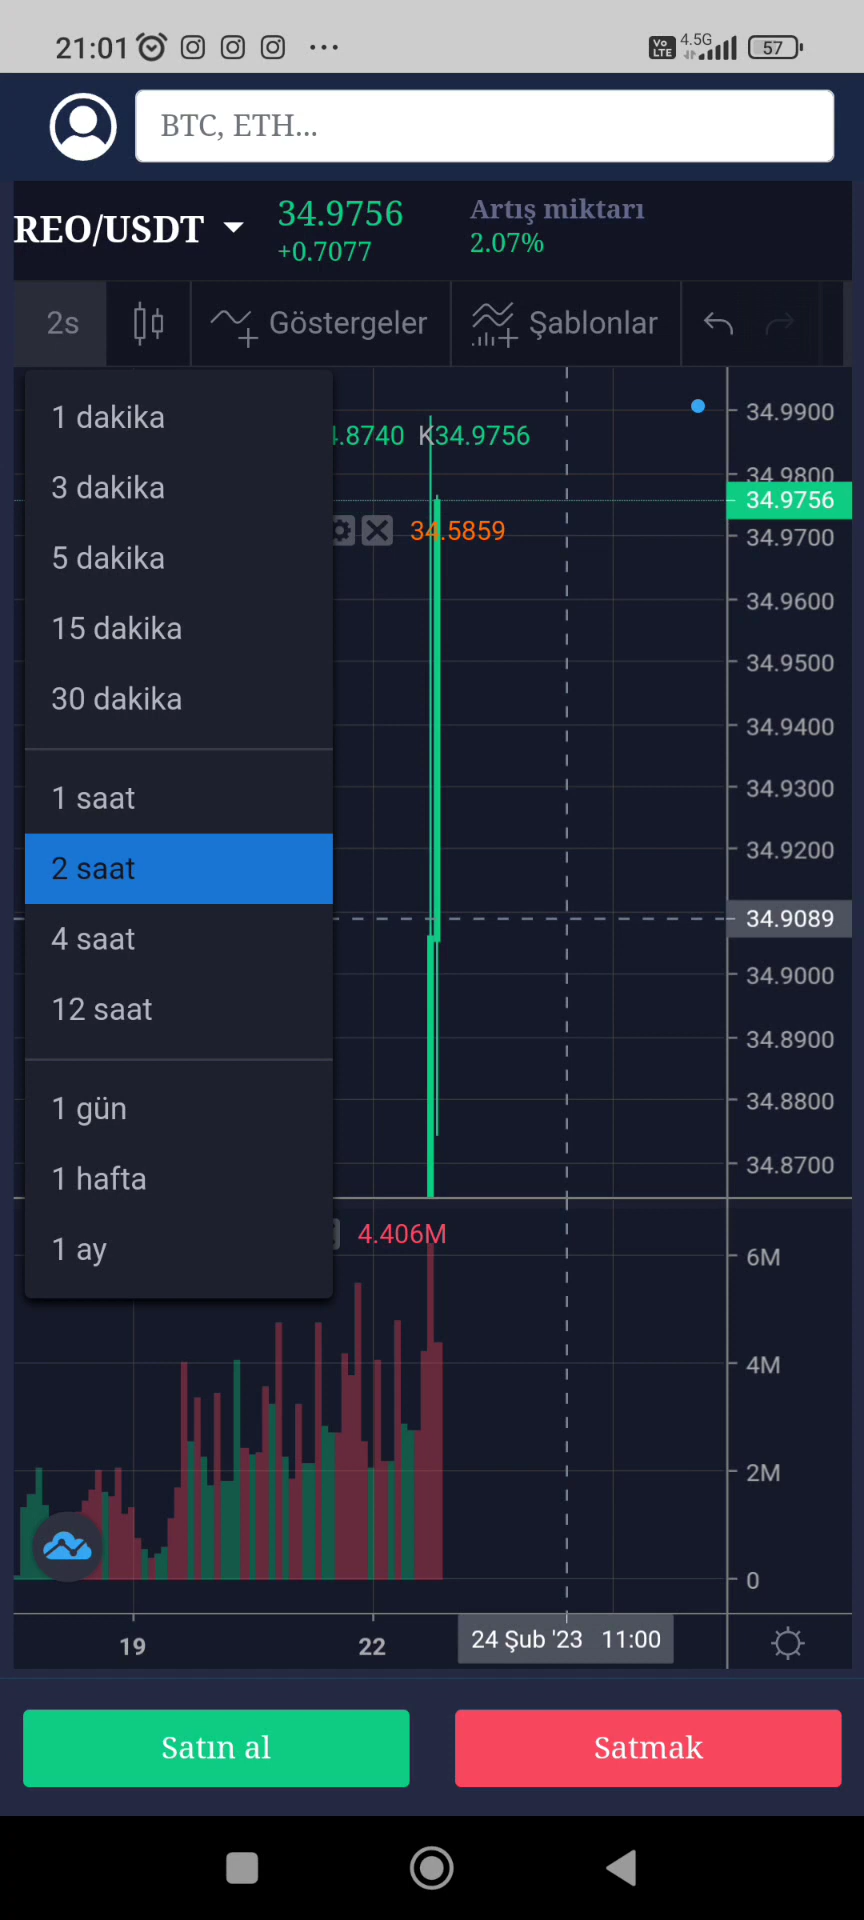 21:01 ... Vo LTE 4.5G 57
BTC, ETH...
REO/USDT 34.9756 Artış miktarı
+0.7077 2.07%
2s Göstergeler Şablonlar
1 dakika
3 dakika
5 dakika
15 dakika
30 dakika
1 saat
2 saat
4 saat
12 saat
1 gün
1 hafta
1 ay
.8740 K34.9756
34.5859
4.406M
34.9900
34.9800
34.9756
34.9700
34.9600
34.9500
34.9400
34.9300
34.9200
34.9089
34.9000
34.8900
34.8800
34.8700
6M
4M
2M
0
19 22 24 Şub '23 11:00
Satın al Satmak